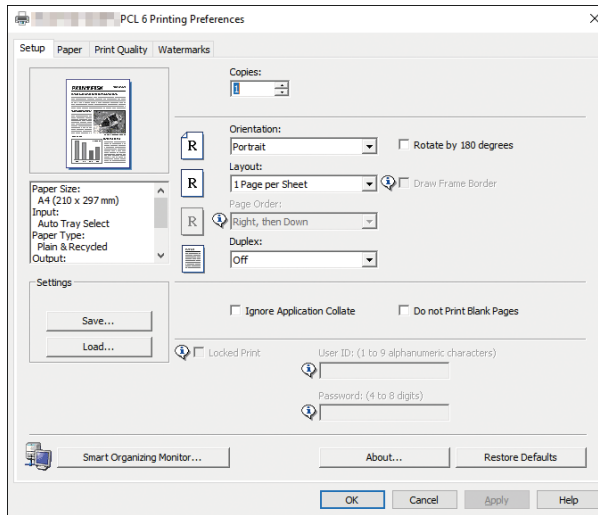 PCL 6 Printing Preferences
Setup
Paper
Print Quality
Watermarks
Copies:
1
Orientation:
R
Portrait
Rotate by 180 degrees
Layout:
R
1 Page per Sheet
Draw Frame Border
Page Order:
R
Right, then Down
Duplex:
Off
Paper Size:
A4 (210 x 297 mm)
Input:
Auto Tray Select
Paper Type:
Plain & Recycled
Output:
Settings
Save...
Load...
Ignore Application Collate
Do not Print Blank Pages
Locked Print
User ID: (1 to 9 alphanumeric characters)
Password: (4 to 8 digits)
Smart Organizing Monitor...
About...
Restore Defaults
OK
Cancel
Apply
Help